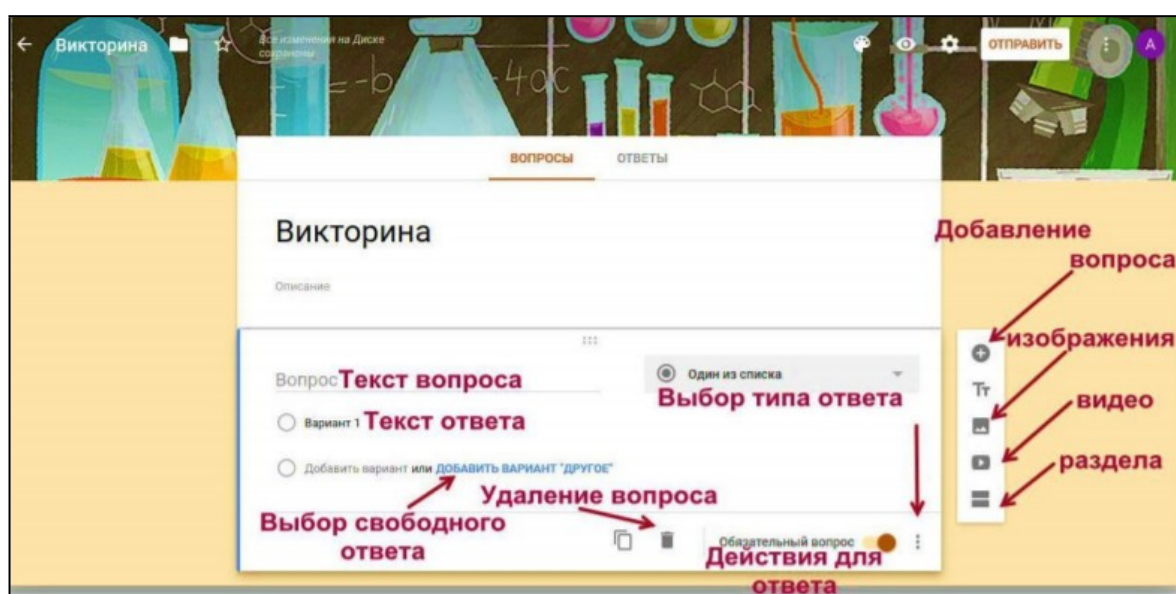 Викторина
Все изменения на Диске
сохранены
ОТПРАВИТЬ
А
= -b
-4ac
ВОПРОСЫ ОТВЕТЫ
Викторина
Описание
Добавление
вопроса
изображения
видео
раздела
Вопрос Текст вопроса
Один из списка
Выбор типа ответа
Вариант 1 Текст ответа
Тт
Добавить вариант или ДОБАВИТЬ ВАРИАНТ "ДРУГОЕ"
Удаление вопроса
Выбор свободного
ответа
Обязательный вопрос
Действия для
ответа